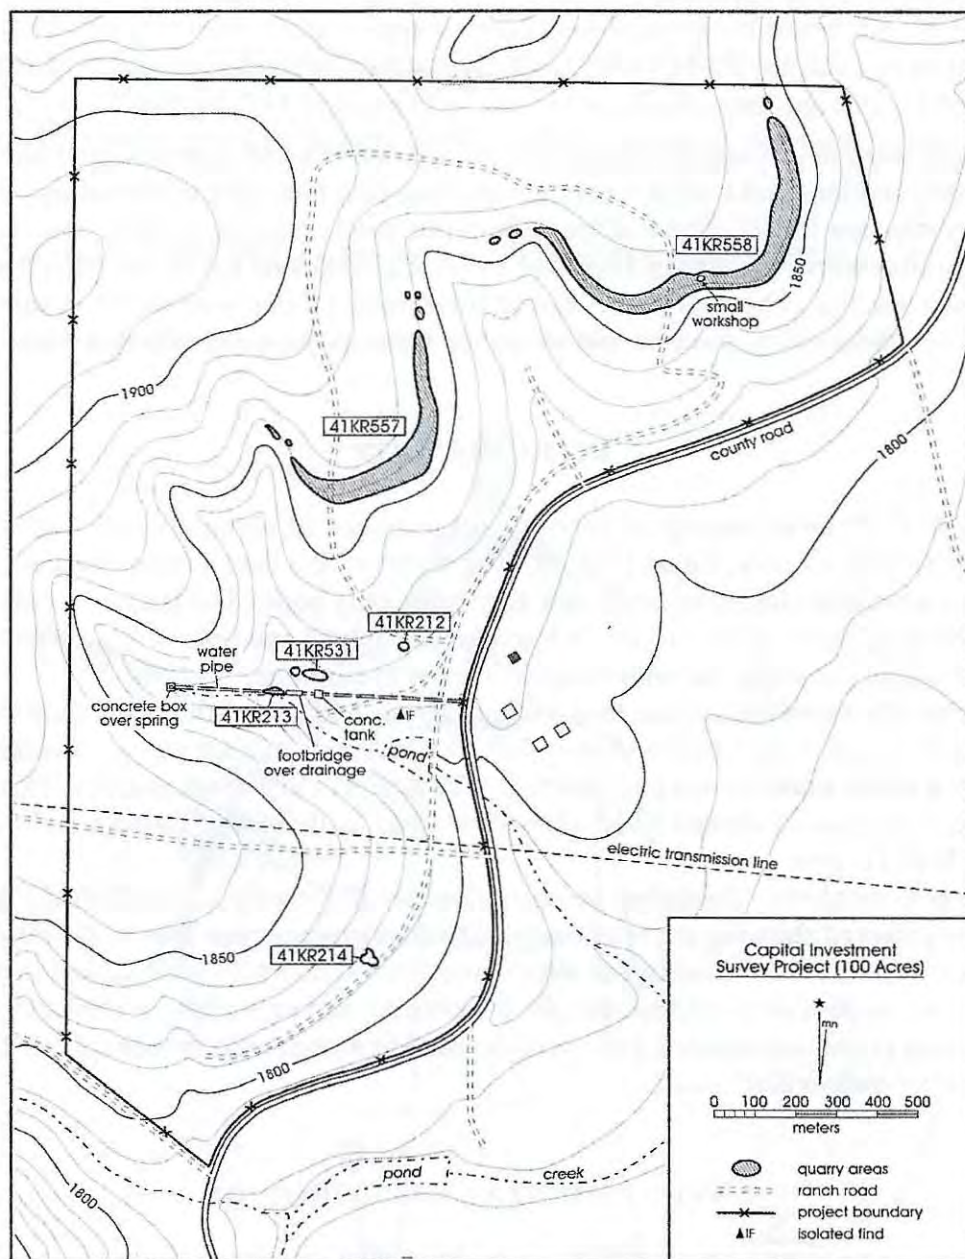 41KR558
1850
small
workshop
1900
41KR557
county road
1800
41KR212
41KR531
water
pipe
concrete box
over spring
41KR213
conc.
tank
IF
footbridge
over drainage
pond
electric transmission line
41KR214
1850
1800
pond
creek
1800
Capital Investment
Survey Project (100 Acres)
mn
0 100 200 300 400 500
meters
quarry areas
ranch road
project boundary
IF isolated find